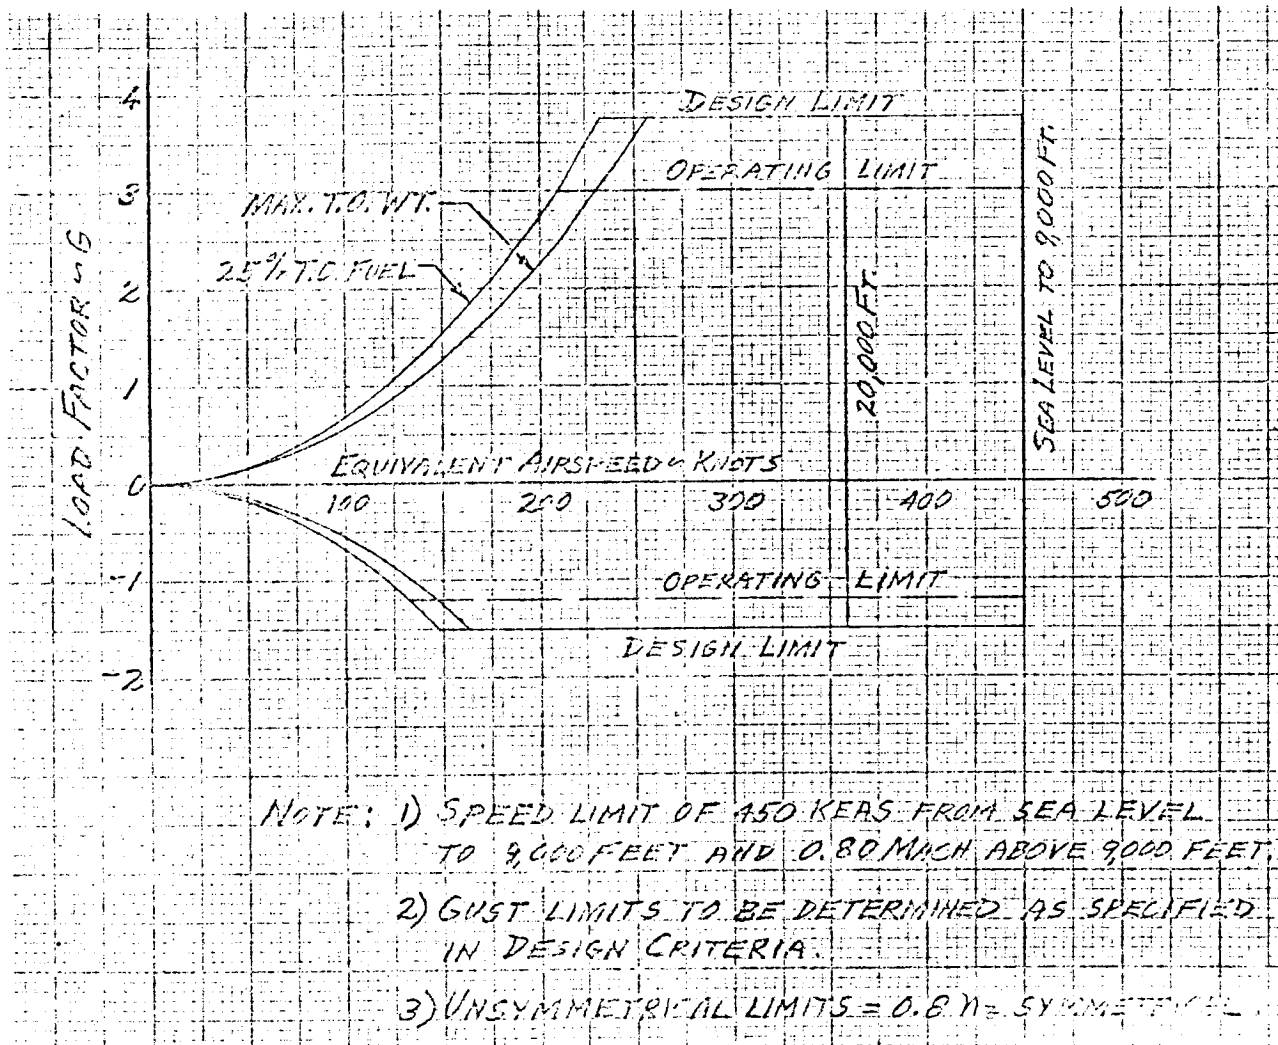 4
DESIGN LIMIT
OPERATING LIMIT
3
MAX. T.O. WT.
25% T.O. FUEL
2
LOAD FACTOR ~ G
20,000 FT.
SEA LEVEL TO 9,000 FT.
1
EQUIVALENT AIRSPEED ~ KNOTS
0
100 200 300 400 500
-1
OPERATING LIMIT
DESIGN LIMIT
-2
NOTE: 1) SPEED LIMIT OF 450 KEAS FROM SEA LEVEL
TO 9,000 FEET AND 0.80 MACH ABOVE 9000 FEET.
2) GUST LIMITS TO BE DETERMINED AS SPECIFIED
IN DESIGN CRITERIA.
3) UNSYMMETRICAL LIMITS = 0.8 SYMMETRICAL